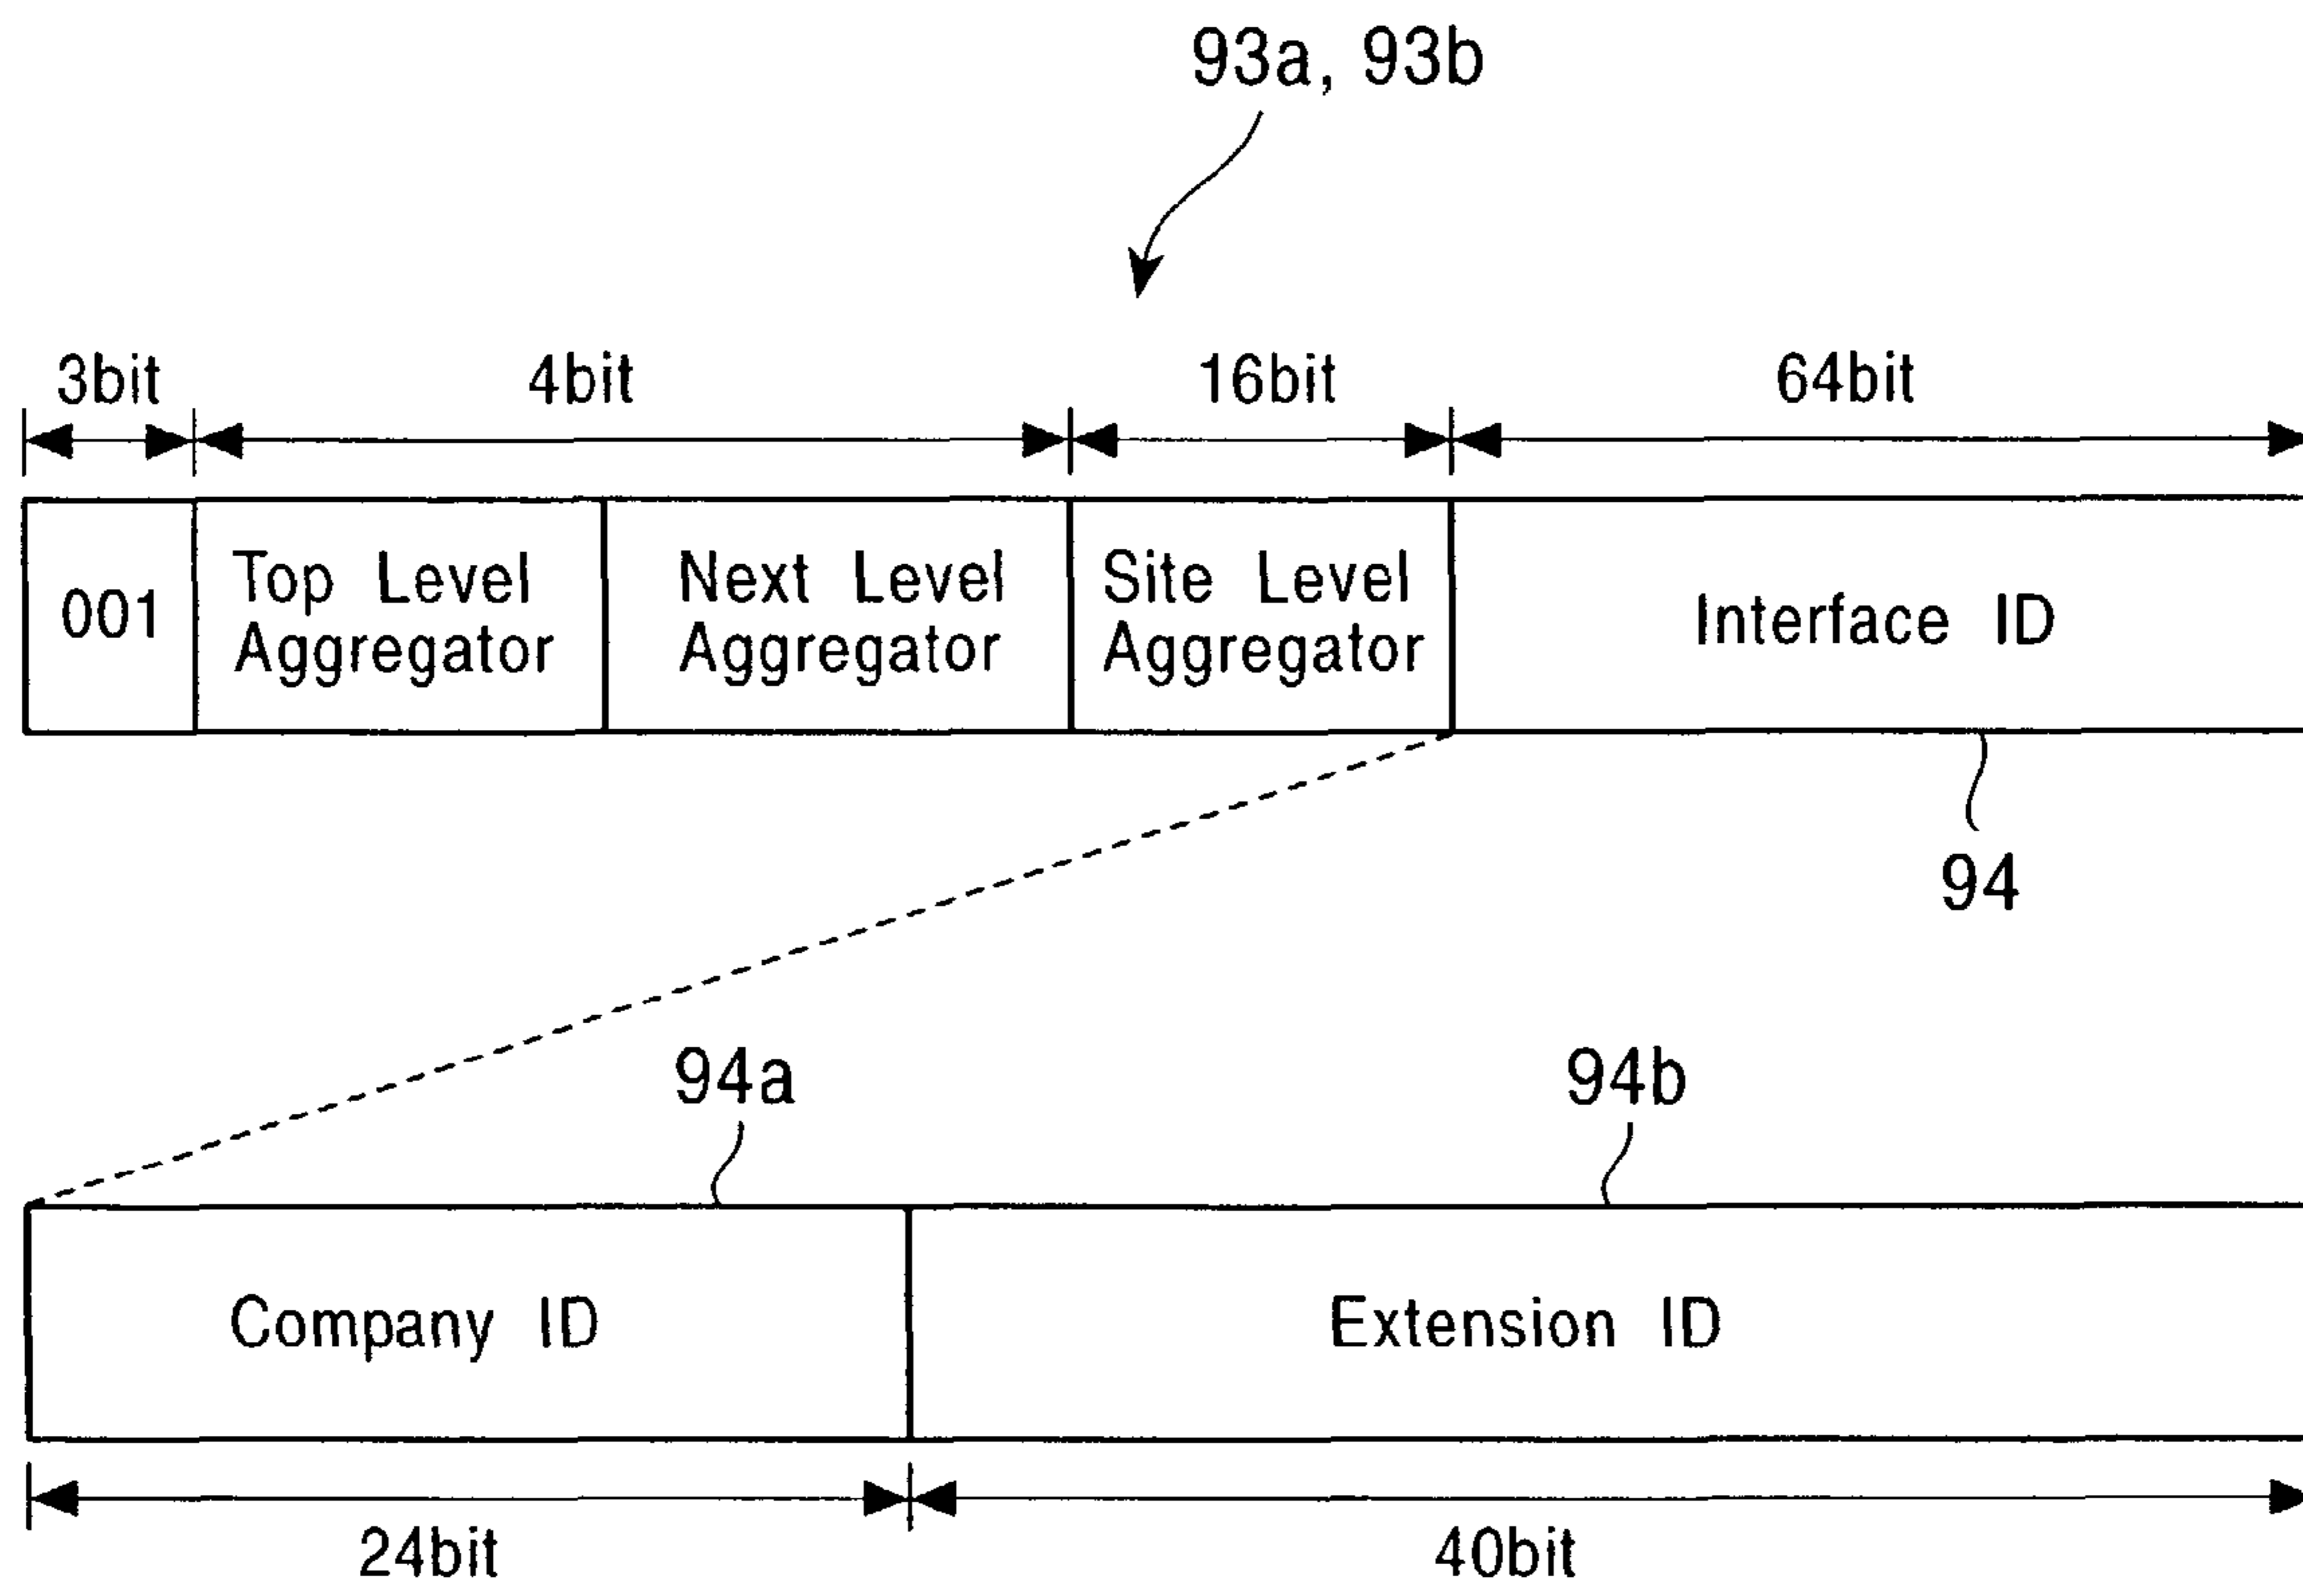 93a, 93b
3bit 4bit 16bit 64bit
001
Top Level
Aggregator
Next Level
Aggregator
Site Level
Aggregator
Interface ID
94
94a 94b
Company ID Extension ID
24bit 40bit